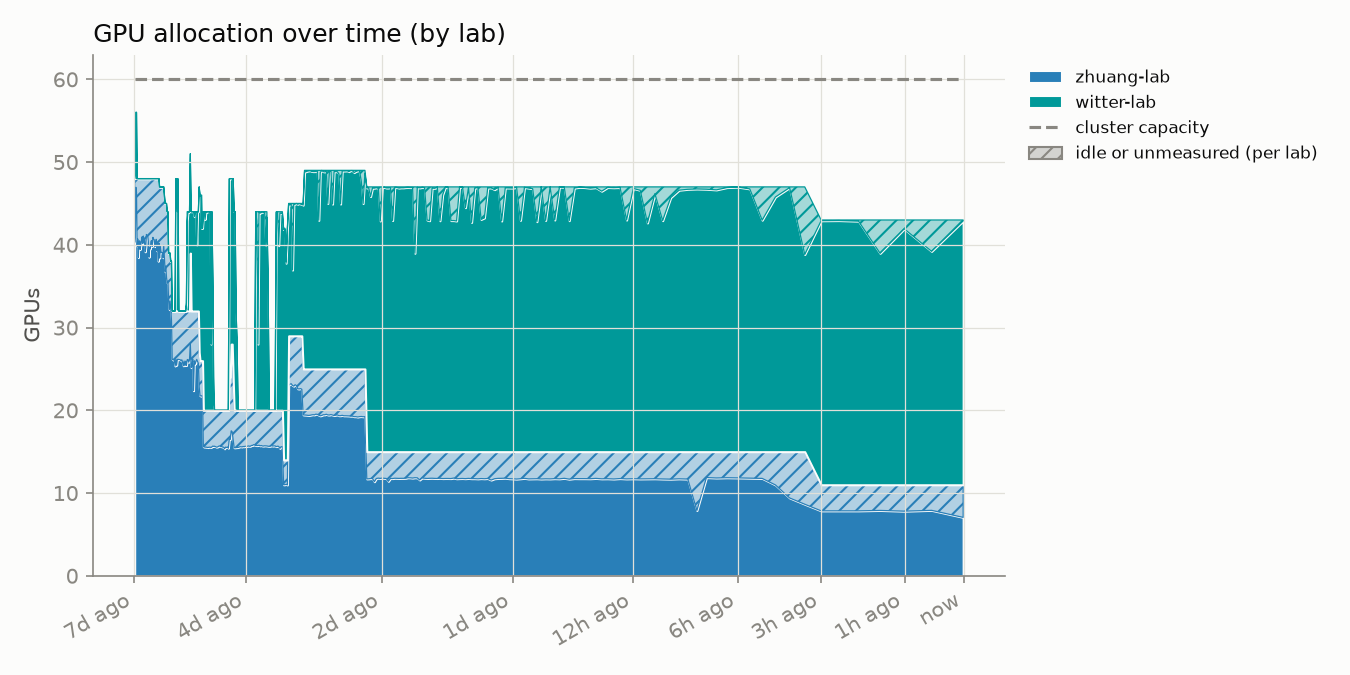 GPU allocation over time (by lab)
60
50
40
30
20
10
0
GPUs
7d ago
4d ago
2d ago
1d ago
12h ago
6h ago
3h ago
1h ago
now
zhuang-lab
witter-lab
cluster capacity
idle or unmeasured (per lab)